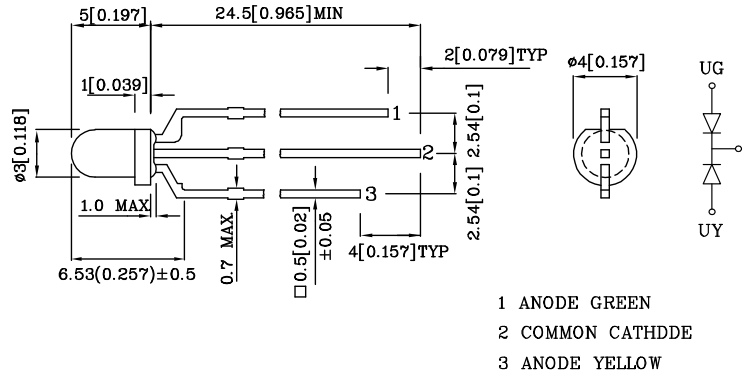 5[0.197]
24.5[0.965]MIN
2[0.079]TYP
1[0.039]
ø3[0.118]
1
2
3
2.54[0.1]
2.54[0.1]
1.0 MAX
6.53(0.257)±0.5
0.7 MAX
□0.5[0.02]
±0.05
4[0.157]TYP
ø4[0.157]
UG
UY
1 ANODE GREEN
2 COMMON CATHDDE
3 ANODE YELLOW